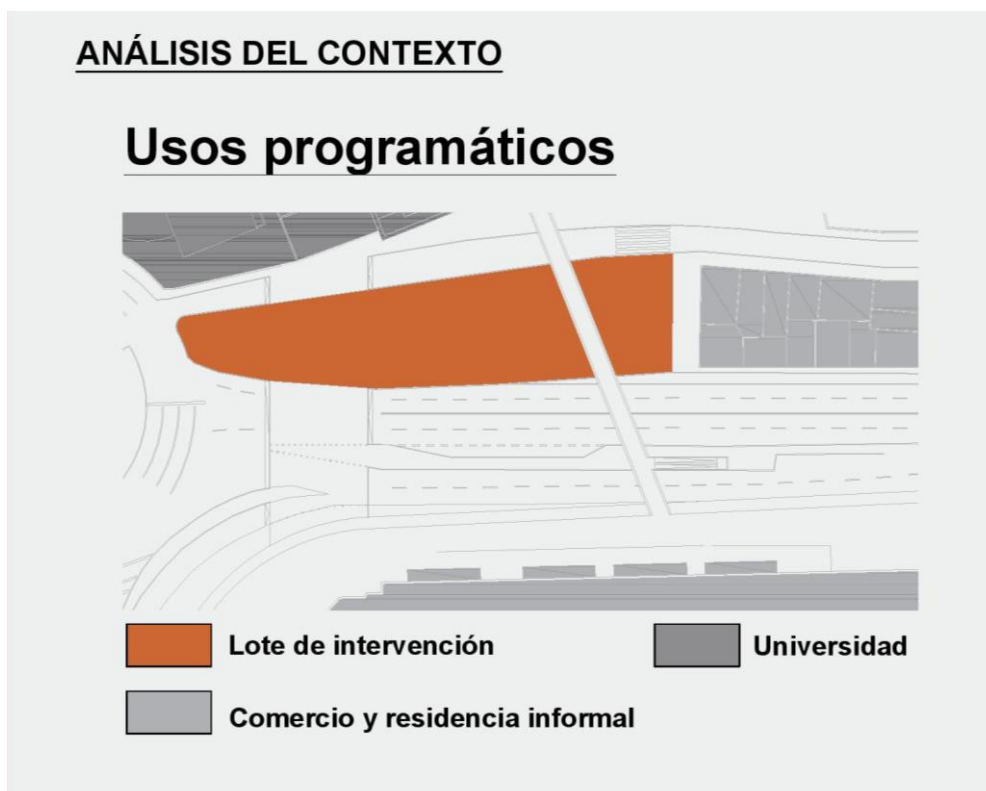 ANÁLISIS DEL CONTEXTO
Usos programáticos
Lote de intervención
Universidad
Comercio y residencia informal